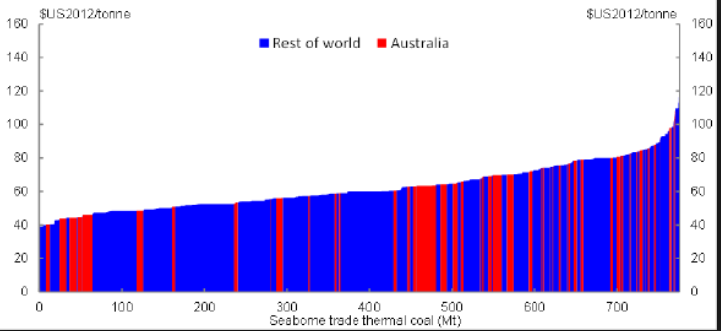 $US2012/tonne $US2012/tonne
160 160
Rest of world Australia
140 140
120 120
100 100
80 80
60 60
40 40
20 20
0 0
0 100 200 300 400 500 600 700
Seaborne trade thermal coal (Mt)